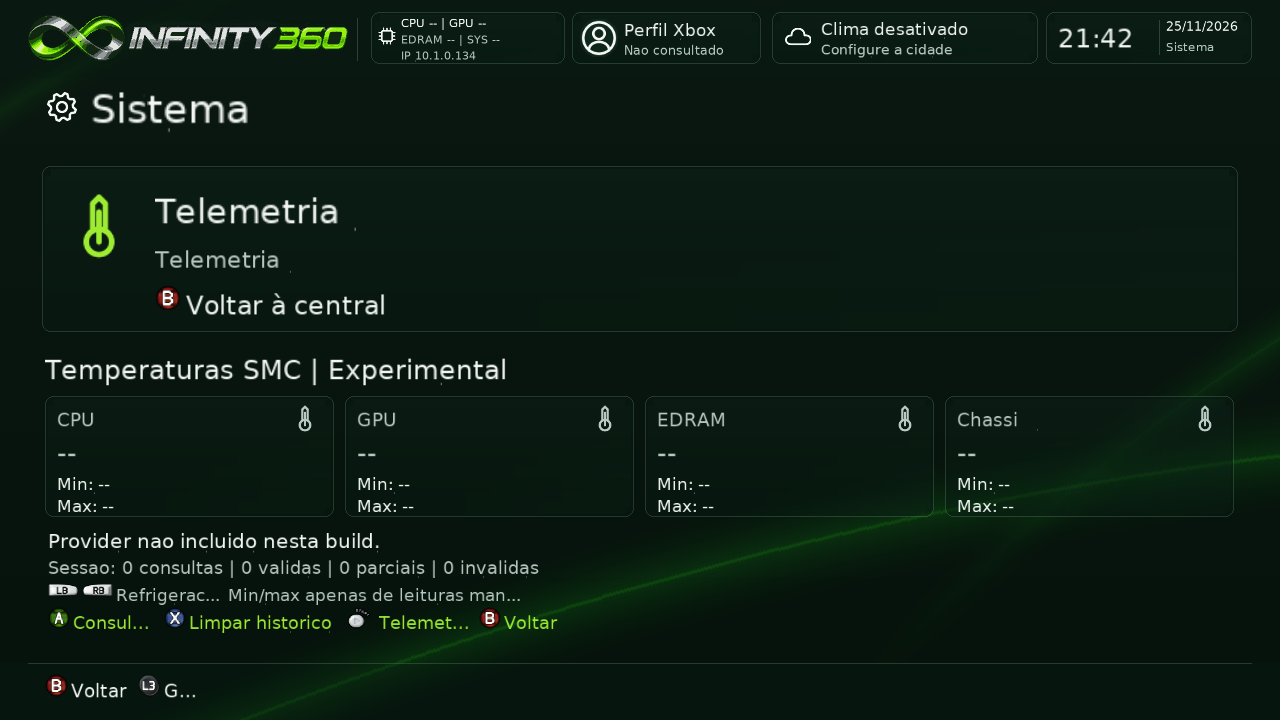 INFINITY360
CPU -- | GPU --
EDRAM -- | SYS --
IP 10.1.0.134
Perfil Xbox
Nao consultado
Clima desativado
Configure a cidade
21:42
25/11/2026
Sistema
Sistema
Telemetria
Telemetria
B Voltar à central
Temperaturas SMC | Experimental
CPU
--
Min: --
Max: --
GPU
--
Min: --
Max: --
EDRAM
--
Min: --
Max: --
Chassi
--
Min: --
Max: --
Provider nao incluido nesta build.
Sessao: 0 consultas | 0 validas | 0 parciais | 0 invalidas
LB RB Refrigerac... Min/max apenas de leituras man...
A Consul... X Limpar historico Telemet... B Voltar
B Voltar L3 G...